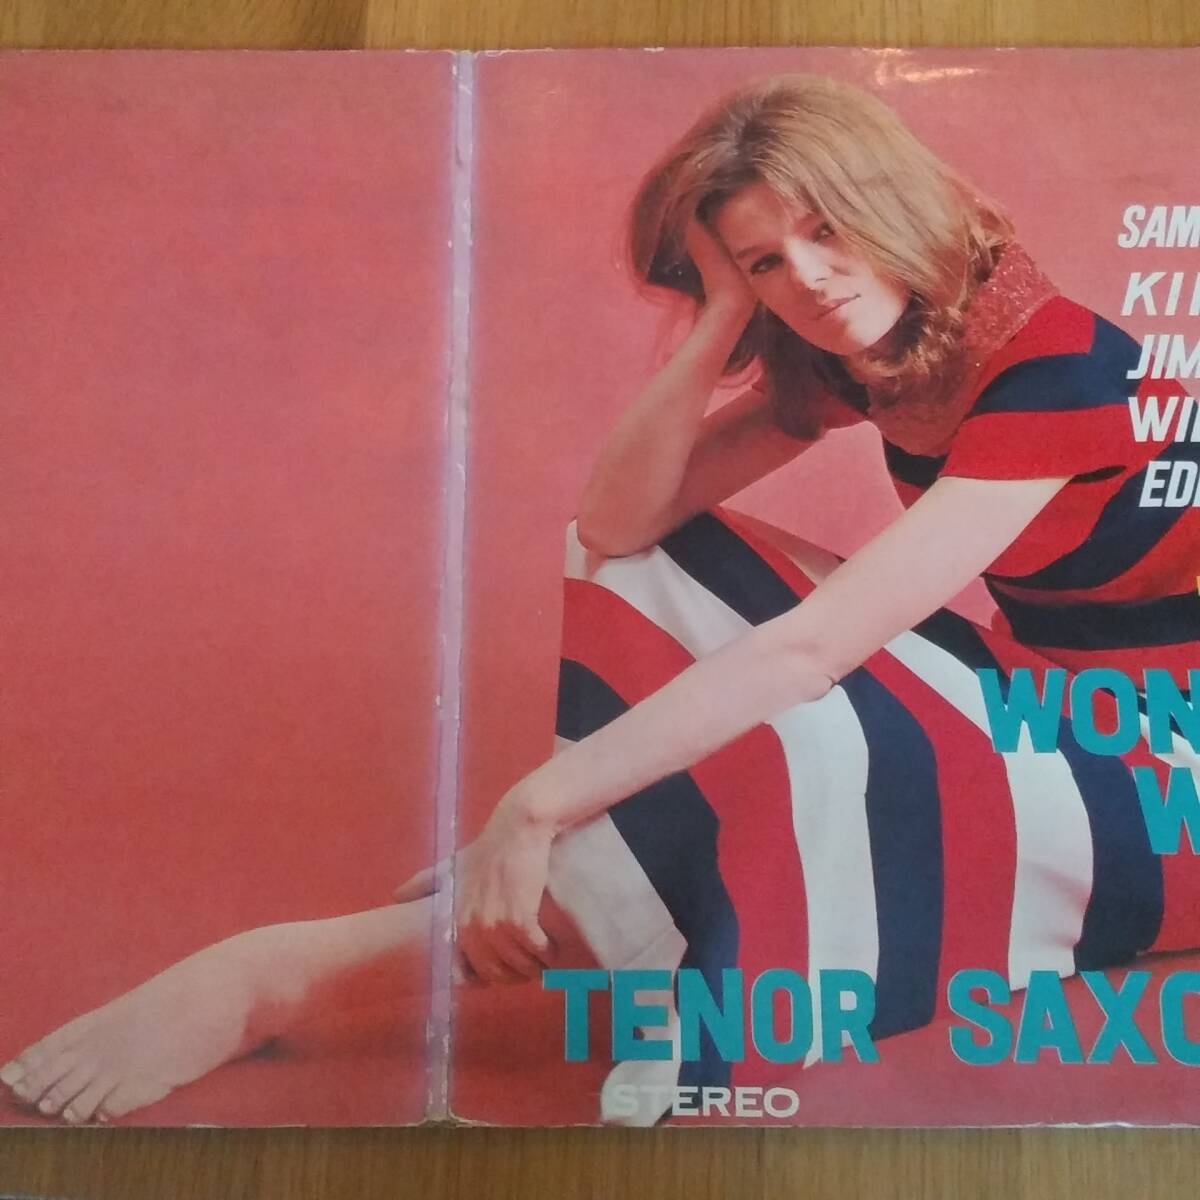 SAM
KI
JIM
WI
ED
WON
W
TENOR SAXO
STEREO